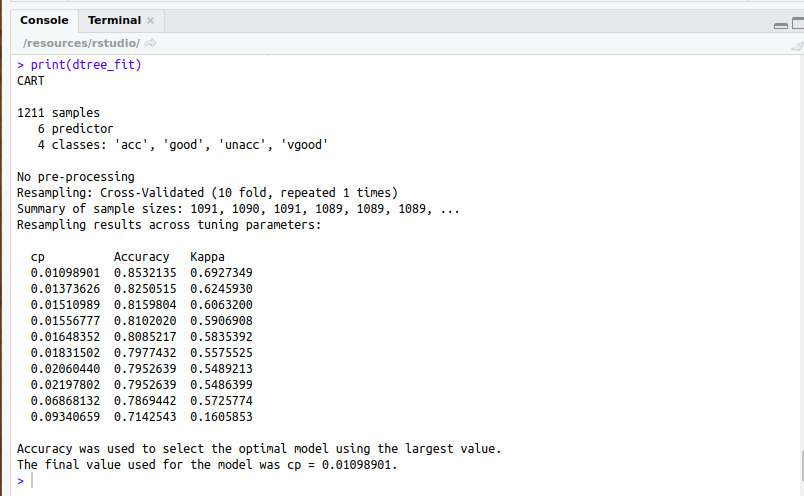 Console Terminal ×
/resources/rstudio/
> print(dtree_fit)
CART
1211 samples
6 predictor
4 classes: 'acc', 'good', 'unacc', 'vgood'
No pre-processing
Resampling: Cross-Validated (10 fold, repeated 1 times)
Summary of sample sizes: 1091, 1090, 1091, 1089, 1089, 1089, ...
Resampling results across tuning parameters:
cp Accuracy Kappa
0.01098901 0.8532135 0.6927349
0.01373626 0.8250515 0.6245930
0.01510989 0.8159804 0.6063200
0.01556777 0.8102020 0.5906908
0.01648352 0.8085217 0.5835392
0.01831502 0.7977432 0.5575525
0.02060440 0.7952639 0.5489213
0.02197802 0.7952639 0.5486399
0.06868132 0.7869442 0.5725774
0.09340659 0.7142543 0.1605853
Accuracy was used to select the optimal model using the largest value.
The final value used for the model was cp = 0.01098901.
>